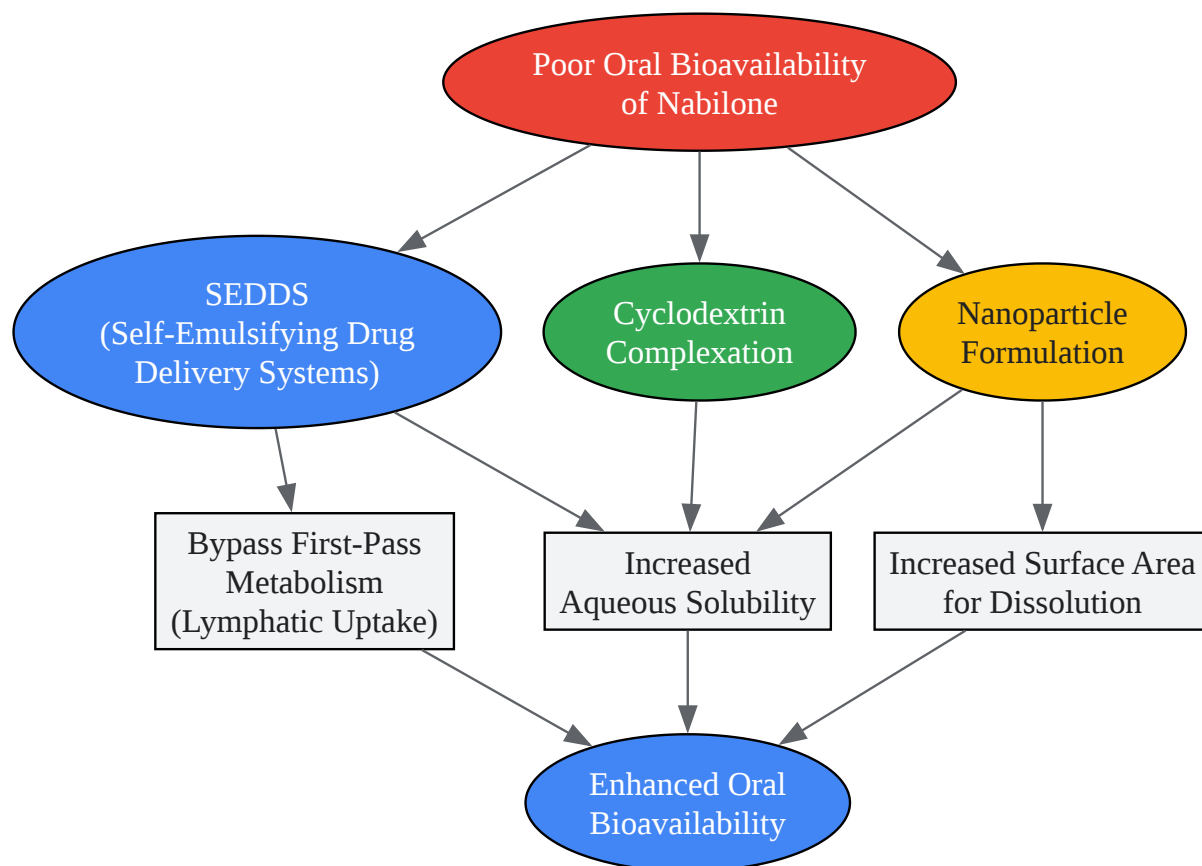 Poor Oral Bioavailability
of Nabilone
SEDDS
(Self-Emulsifying Drug
Delivery Systems)
Cyclodextrin
Complexation
Nanoparticle
Formulation
Bypass First-Pass
Metabolism
(Lymphatic Uptake)
Increased
Aqueous Solubility
Increased Surface Area
for Dissolution
Enhanced Oral
Bioavailability